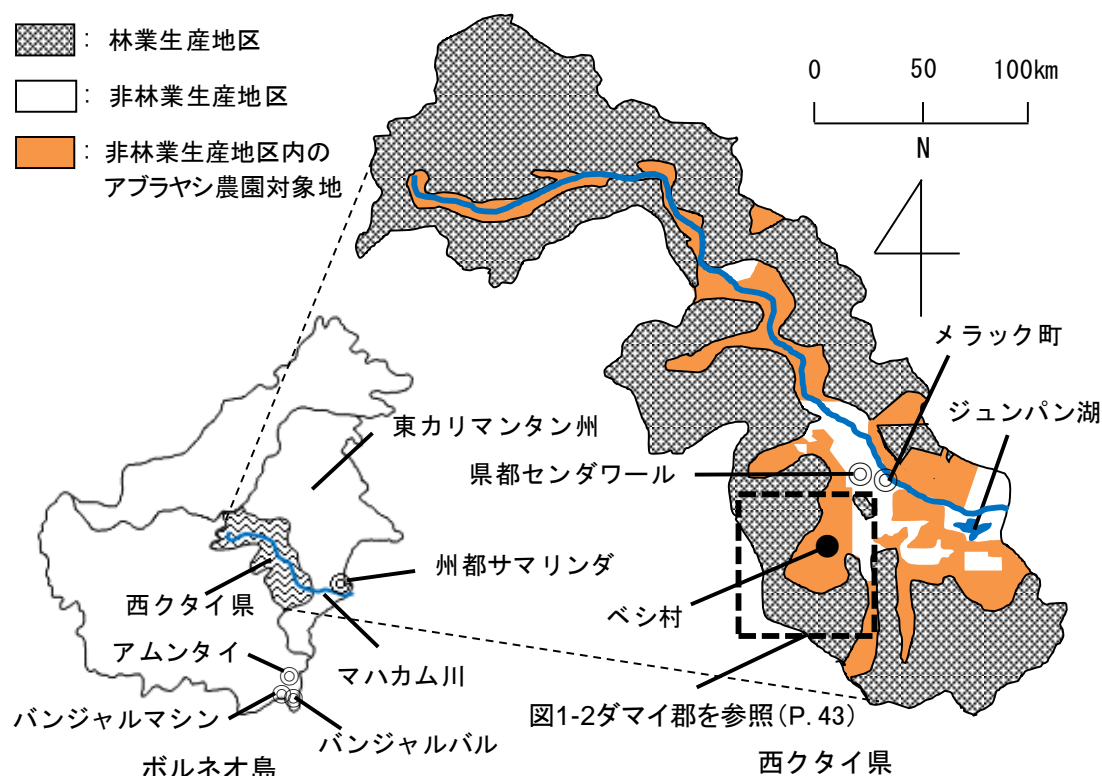 ：林業生産地区
：非林業生産地区
：非林業生産地区内の
アブラヤシ農園対象地
0 50 100km
N
メラック町
ジュンパン湖
東カリマンタン州
県都センダワール
州都サマリンダ
西クタイ県
ベシ村
アムンタイ
マハカム川
バンジャルマシン
バンジャルバル
図1-2ダマイ郡を参照(P.43)
ボルネオ島
西クタイ県